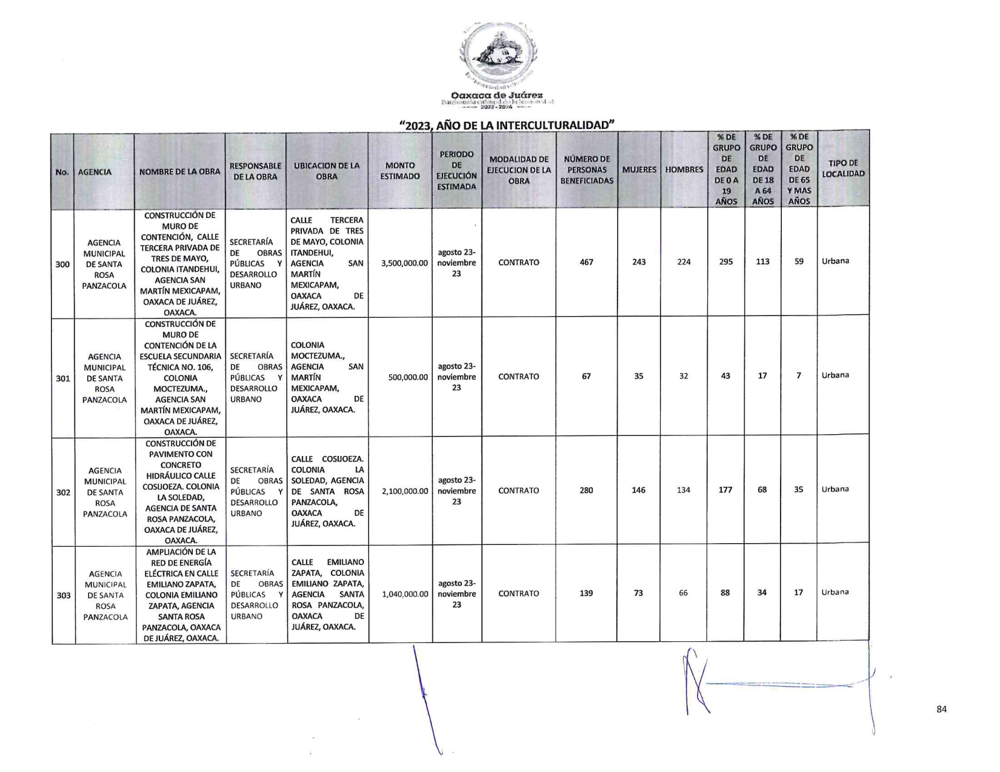 Oaxaca de Juárez
Patrimonio cultural de la humanidad
2022 - 2024
“2023, AÑO DE LA INTERCULTURALIDAD”
No.
AGENCIA
NOMBRE DE LA OBRA
RESPONSABLE
DE LA OBRA
UBICACION DE LA
OBRA
MONTO
ESTIMADO
PERIODO
DE
EJECUCIÓN
ESTIMADA
MODALIDAD DE
EJECUCION DE LA
OBRA
NÚMERO DE
PERSONAS
BENEFICIADAS
MUJERES
HOMBRES
% DE
GRUPO
DE
EDAD
DE 0 A
19
AÑOS
% DE
GRUPO
DE
EDAD
DE 18
A 64
AÑOS
% DE
GRUPO
DE
EDAD
DE 65
Y MAS
AÑOS
TIPO DE
LOCALIDAD
300
AGENCIA
MUNICIPAL
DE SANTA
ROSA
PANZACOLA
CONSTRUCCIÓN DE
MURO DE
CONTENCIÓN, CALLE
TERCERA PRIVADA DE
TRES DE MAYO,
COLONIA ITANDEHUI,
AGENCIA SAN
MARTÍN MEXICAPAM,
OAXACA DE JUÁREZ,
OAXACA.
SECRETARÍA
DE OBRAS
PÚBLICAS Y
DESARROLLO
URBANO
CALLE TERCERA
PRIVADA DE TRES
DE MAYO, COLONIA
ITANDEHUI,
AGENCIA SAN
MARTÍN
MEXICAPAM,
OAXACA DE
JUÁREZ, OAXACA.
3,500,000.00
agosto 23-
noviembre
23
CONTRATO
467
243
224
295
113
59
Urbana
301
AGENCIA
MUNICIPAL
DE SANTA
ROSA
PANZACOLA
CONSTRUCCIÓN DE
MURO DE
CONTENCIÓN DE LA
ESCUELA SECUNDARIA
TÉCNICA NO. 106,
COLONIA
MOCTEZUMA.,
AGENCIA SAN
MARTÍN MEXICAPAM,
OAXACA DE JUÁREZ,
OAXACA.
SECRETARÍA
DE OBRAS
PÚBLICAS Y
DESARROLLO
URBANO
COLONIA
MOCTEZUMA.,
AGENCIA SAN
MARTÍN
MEXICAPAM,
OAXACA DE
JUÁREZ, OAXACA.
500,000.00
agosto 23-
noviembre
23
CONTRATO
67
35
32
43
17
7
Urbana
302
AGENCIA
MUNICIPAL
DE SANTA
ROSA
PANZACOLA
CONSTRUCCIÓN DE
PAVIMENTO CON
CONCRETO
HIDRÁULICO CALLE
COSIJOEZA. COLONIA
LA SOLEDAD,
AGENCIA DE SANTA
ROSA PANZACOLA,
OAXACA DE JUÁREZ,
OAXACA.
SECRETARÍA
DE OBRAS
PÚBLICAS Y
DESARROLLO
URBANO
CALLE COSIJOEZA.
COLONIA LA
SOLEDAD, AGENCIA
DE SANTA ROSA
PANZACOLA,
OAXACA DE
JUÁREZ, OAXACA.
2,100,000.00
agosto 23-
noviembre
23
CONTRATO
280
146
134
177
68
35
Urbana
303
AGENCIA
MUNICIPAL
DE SANTA
ROSA
PANZACOLA
AMPLIACIÓN DE LA
RED DE ENERGÍA
ELÉCTRICA EN CALLE
EMILIANO ZAPATA,
COLONIA EMILIANO
ZAPATA, AGENCIA
SANTA ROSA
PANZACOLA, OAXACA
DE JUÁREZ, OAXACA.
SECRETARÍA
DE OBRAS
PÚBLICAS Y
DESARROLLO
URBANO
CALLE EMILIANO
ZAPATA, COLONIA
EMILIANO ZAPATA,
AGENCIA SANTA
ROSA PANZACOLA,
OAXACA DE
JUÁREZ, OAXACA.
1,040,000.00
agosto 23-
noviembre
23
CONTRATO
139
73
66
88
34
17
Urbana
84